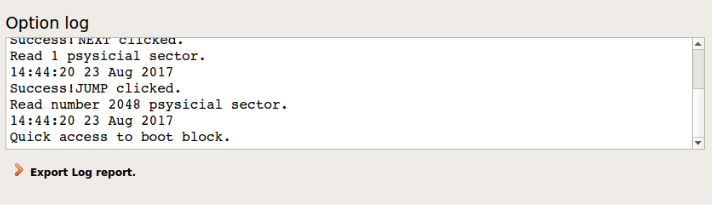 Option log
Success!NEXT clicked.
Read 1 psysicial sector.
14:44:20 23 Aug 2017
Success!JUMP clicked.
Read number 2048 psysicial sector.
14:44:20 23 Aug 2017
Quick access to boot block.
Export Log report.